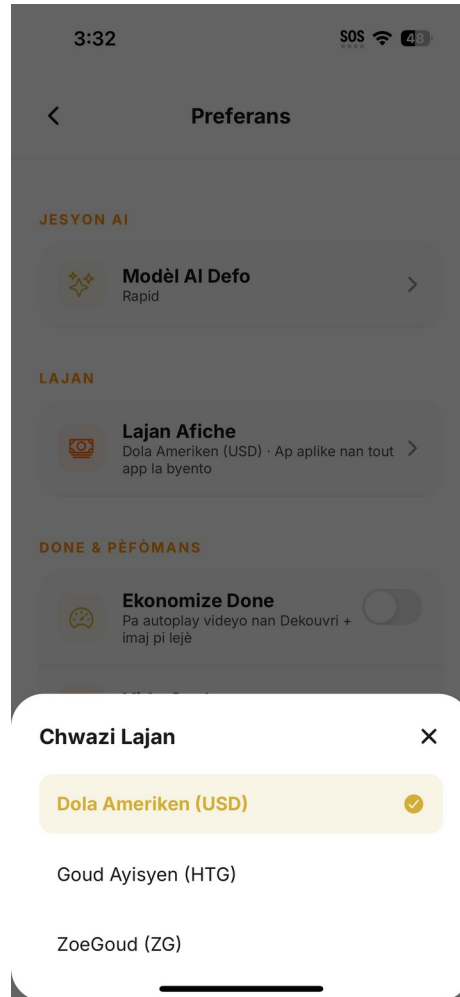 3:32
SOS
48
Preferans
JESYON AI
Modèl AI Defo
Rapid
LAJAN
Lajan Afiche
Dola Ameriken (USD) · Ap aplike nan tout
app la byento
DONE & PÈFÒMANS
Ekonomize Done
Pa autoplay videyo nan Dekouvri +
imaj pi lejè
Chwazi Lajan
Dola Ameriken (USD)
Goud Ayisyen (HTG)
ZoeGoud (ZG)